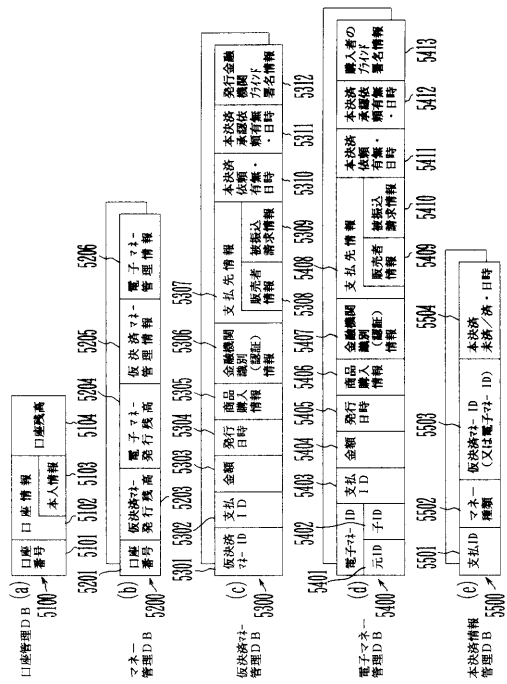 口座管理DB
(a)
5100
口座番号
5101
口座情報
5102
本人情報
5103
口座残高
5104
マネー管理DB
(b)
5200
5201
口座番号
仮決済マネー発行残高
5203
電子マネー発行残高
5204
仮決済マネー管理情報
5205
電子マネー管理情報
5206
仮決済マネー管理DB
(c)
5300
5301
仮決済マネーID
5302
支払ID
5303
金額
5304
発行日時
5305
商品購入情報
5306
金融機関識別(認証)情報
5307
支払先情報
5308
販売者情報
5309
被振込請求情報
5310
本決済依頼有無・日時
5311
本決済承認依頼有無・日時
5312
発行金融機関ブラインド署名情報
電子マネー管理DB
(d)
5400
5401
電子マネーID
元ID
子ID
5402
5403
支払ID
5404
金額
5405
発行日時
5406
商品購入情報
5407
金融機関識別(認証)情報
5408
支払先情報
5409
販売者情報
5410
被振込請求情報
5411
本決済依頼有無・日時
5412
本決済承認依頼有無・日時
5413
購入者のブラインド署名情報
本決済情報管理DB
(e)
5500
5501
支払ID
5502
マネー種類
5503
仮決済マネーID(又は電子マネーID)
5504
本決済未済/済・日時